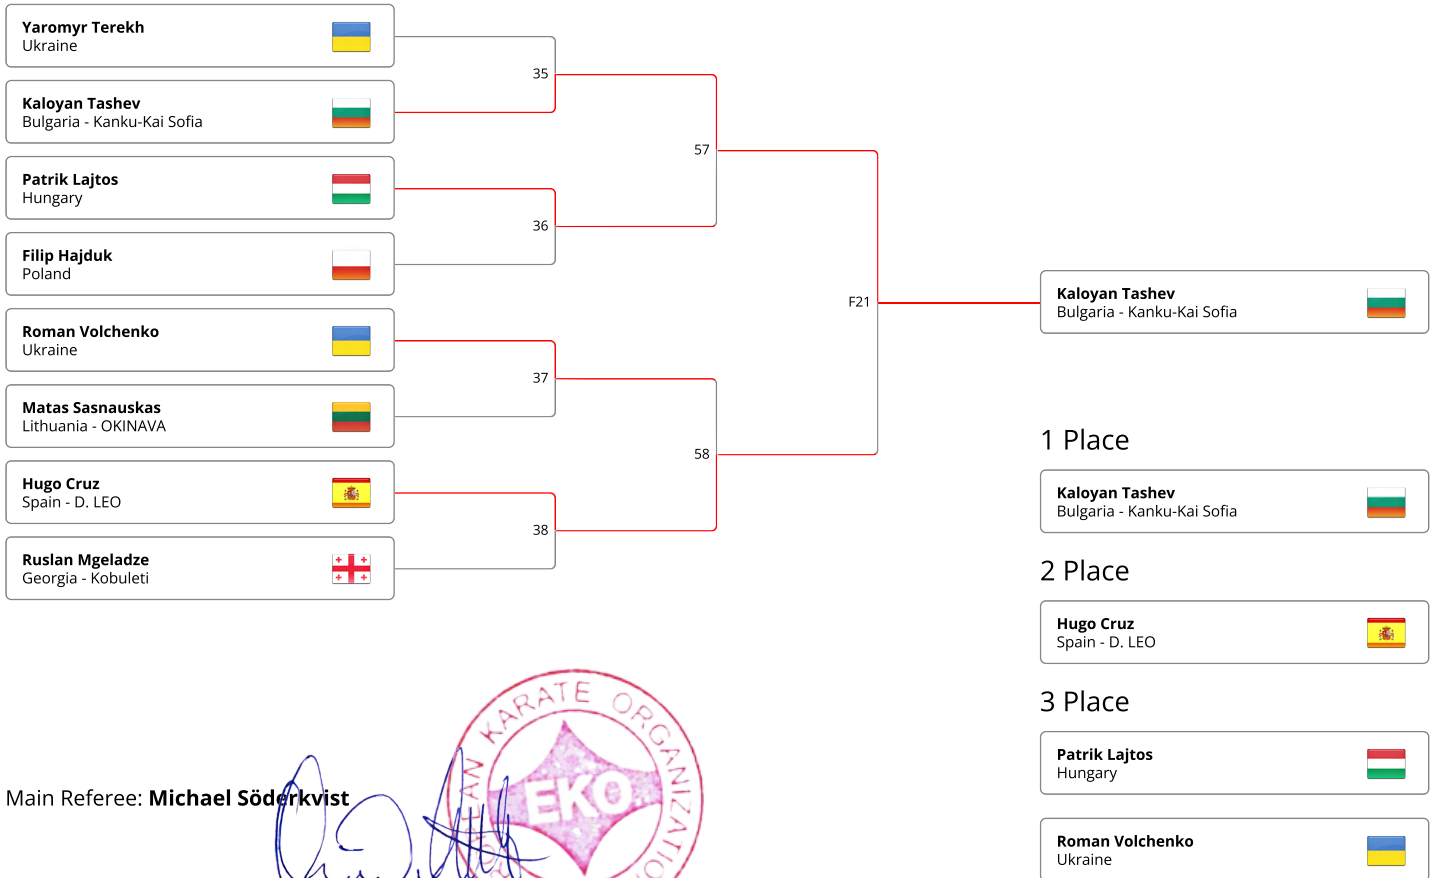 Yaromyr Terekh
Ukraine
Kaloyan Tashev
Bulgaria - Kanku-Kai Sofia
Patrik Lajtos
Hungary
Filip Hajduk
Poland
Roman Volchenko
Ukraine
Matas Sasnauskas
Lithuania - OKINAVA
Hugo Cruz
Spain - D. LEO
Ruslan Mgeladze
Georgia - Kobuleti
35
36
37
38
57
58
F21
Kaloyan Tashev
Bulgaria - Kanku-Kai Sofia
1 Place
Kaloyan Tashev
Bulgaria - Kanku-Kai Sofia
2 Place
Hugo Cruz
Spain - D. LEO
3 Place
Patrik Lajtos
Hungary
Roman Volchenko
Ukraine
Main Referee: Michael Söderkvist
KARATE ORGANIZATION
EKO